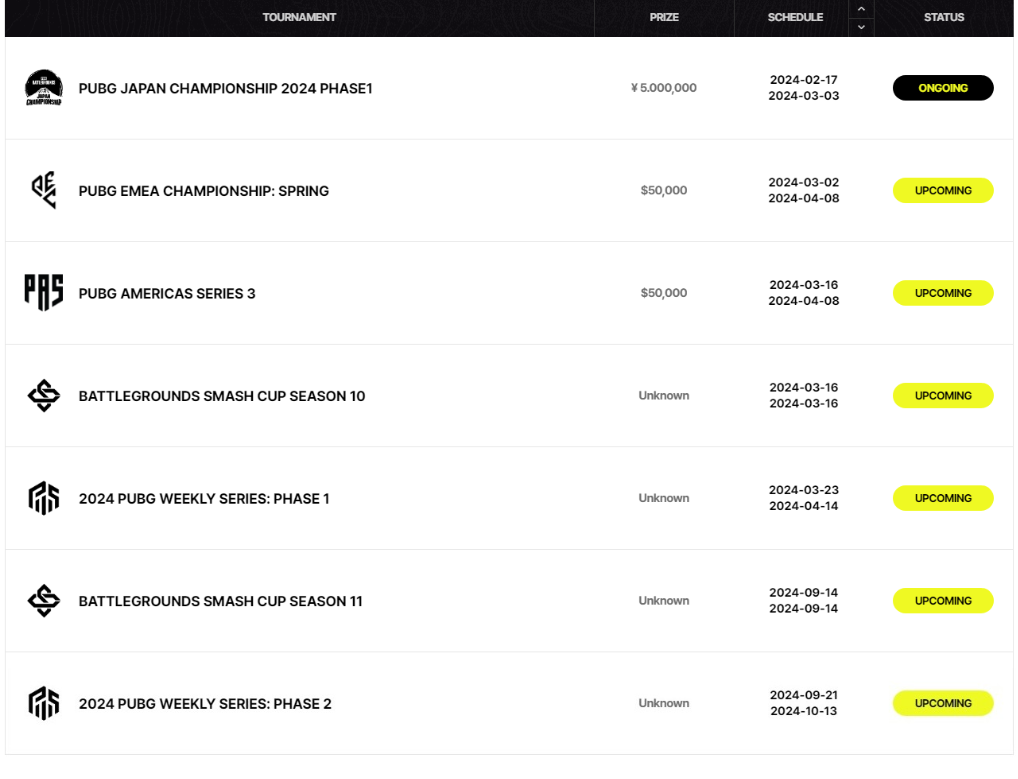 TOURNAMENT PRIZE SCHEDULE STATUS
PUBG JAPAN CHAMPIONSHIP 2024 PHASE1 ¥ 5.000,000 2024-02-17
2024-03-03 ONGOING
PUBG EMEA CHAMPIONSHIP: SPRING $50,000 2024-03-02
2024-04-08 UPCOMING
PAS PUBG AMERICAS SERIES 3 $50,000 2024-03-16
2024-04-08 UPCOMING
BATTLEGROUNDS SMASH CUP SEASON 10 Unknown 2024-03-16
2024-03-16 UPCOMING
2024 PUBG WEEKLY SERIES: PHASE 1 Unknown 2024-03-23
2024-04-14 UPCOMING
BATTLEGROUNDS SMASH CUP SEASON 11 Unknown 2024-09-14
2024-09-14 UPCOMING
2024 PUBG WEEKLY SERIES: PHASE 2 Unknown 2024-09-21
2024-10-13 UPCOMING